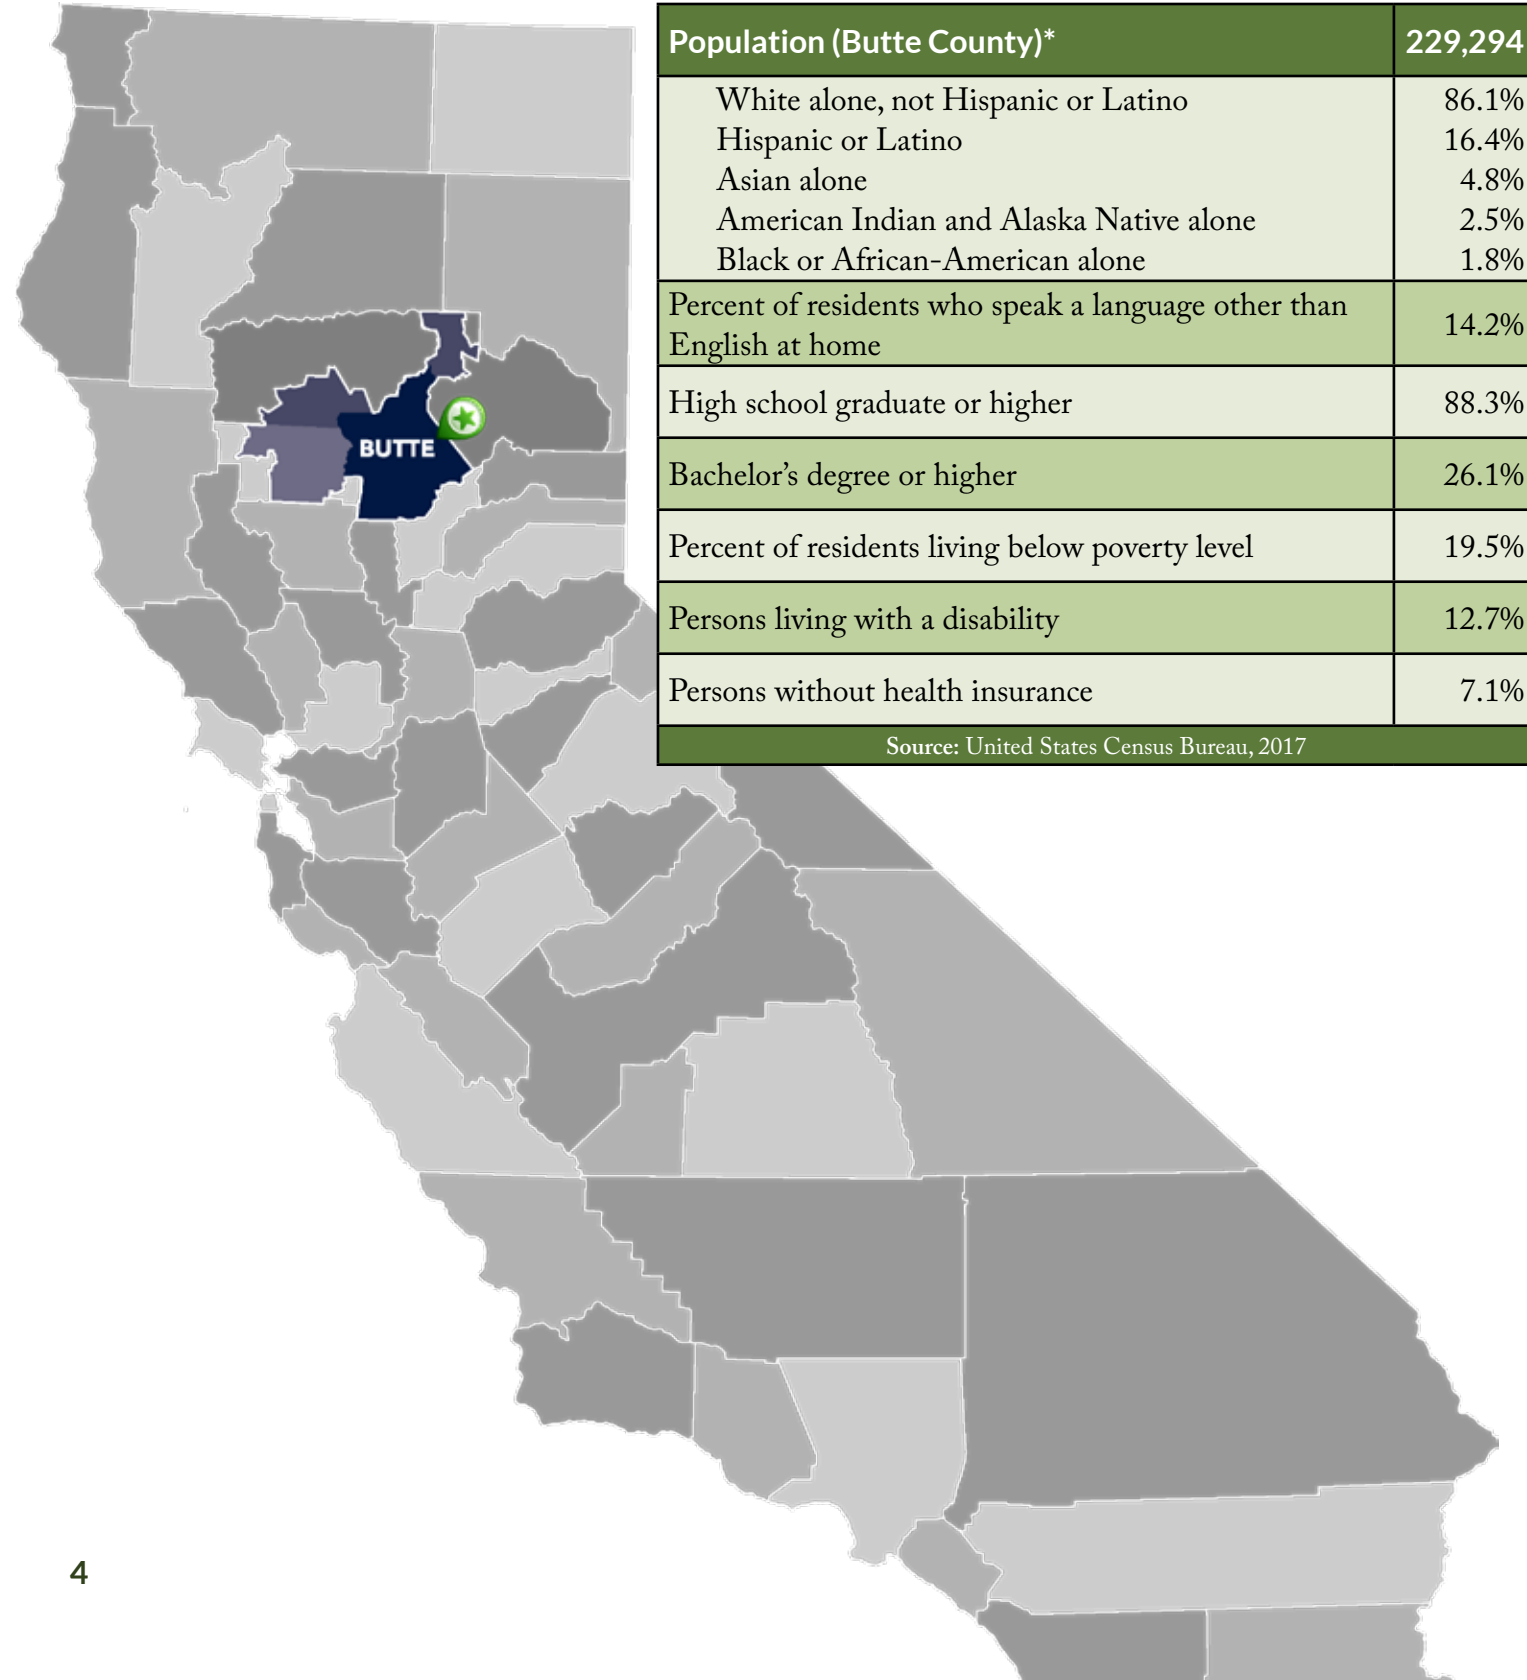 Population (Butte County)* 229,294
White alone, not Hispanic or Latino 86.1%
Hispanic or Latino 16.4%
Asian alone 4.8%
American Indian and Alaska Native alone 2.5%
Black or African-American alone 1.8%
Percent of residents who speak a language other than
English at home 14.2%
High school graduate or higher 88.3%
BUTTE
Bachelor’s degree or higher 26.1%
Percent of residents living below poverty level 19.5%
Persons living with a disability 12.7%
Persons without health insurance 7.1%
Source: United States Census Bureau, 2017
4